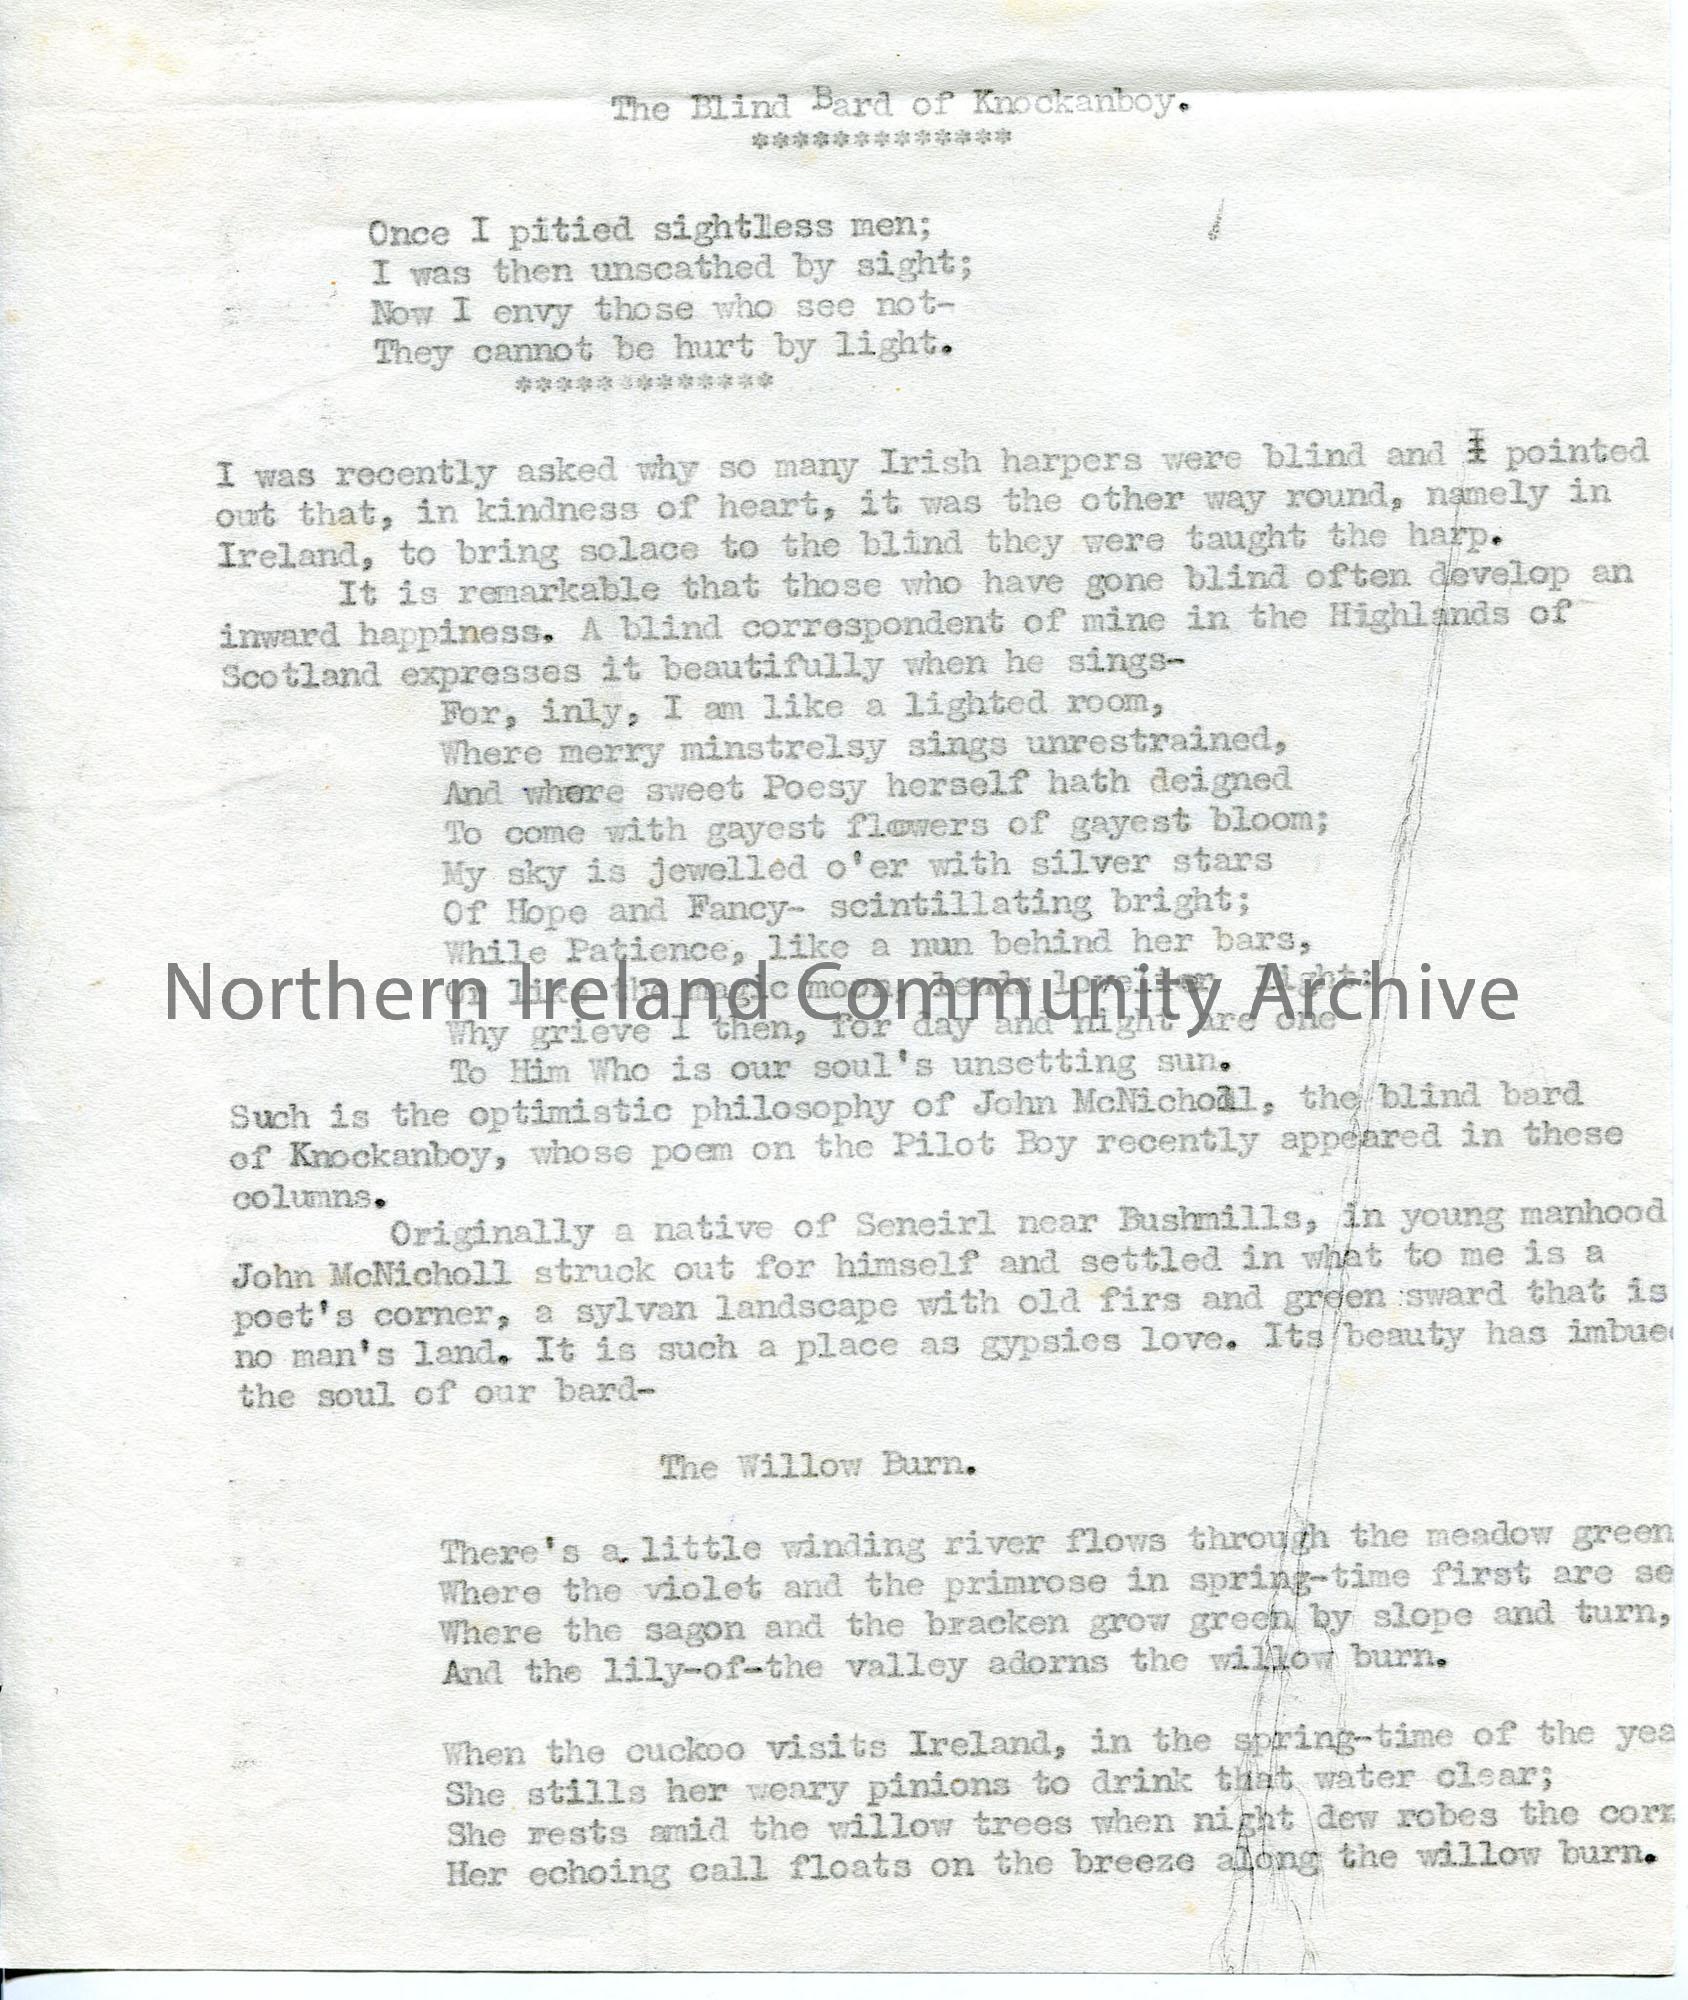 The Blind Bard of Knockanboy.
*************
Once I pitied sightless men;
I was then unscathed by sight;
Now I envy those who see not-
They cannot be hurt by light.
*************
I was recently asked why so many Irish harpers were blind and I pointed
out that, in kindness of heart, it was the other way round, namely in
Ireland, to bring solace to the blind they were taught the harp.
It is remarkable that those who have gone blind often develop an
inward happiness. A blind correspondent of mine in the Highlands of
Scotland expresses it beautifully when he sings-
For, inly, I am like a lighted room,
Where merry minstrelsy sings unrestrained,
And where sweet Poesy herself hath deigned
To come with gayest flowers of gayest bloom;
My sky is jewelled o'er with silver stars
Of Hope and Fancy- scintillating bright;
While Patience, like a nun behind her bars,
Or like the magic moon, lends light;
Northern Ireland Community Archive
Why grieve I then, for day and night are one
To Him Who is our soul's unsetting sun.
Such is the optimistic philosophy of John McNicholl, the blind bard
of Knockanboy, whose poem on the Pilot Boy recently appeared in these
columns.
Originally a native of Seneirl near Bushmills, in young manhood
John McNicholl struck out for himself and settled in what to me is a
poet's corner, a sylvan landscape with old firs and green sward that is
no man's land. It is such a place as gypsies love. Its beauty has imbue
the soul of our bard-
The Willow Burn.
There's a little winding river flows through the meadow green
Where the violet and the primrose in spring-time first are se
Where the sagon and the bracken grow green by slope and turn,
And the lily-of-the valley adorns the willow burn.
When the cuckoo visits Ireland, in the spring-time of the yea
She stills her weary pinions to drink that water clear;
She rests amid the willow trees when night dew robes the corn
Her echoing call floats on the breeze along the willow burn.